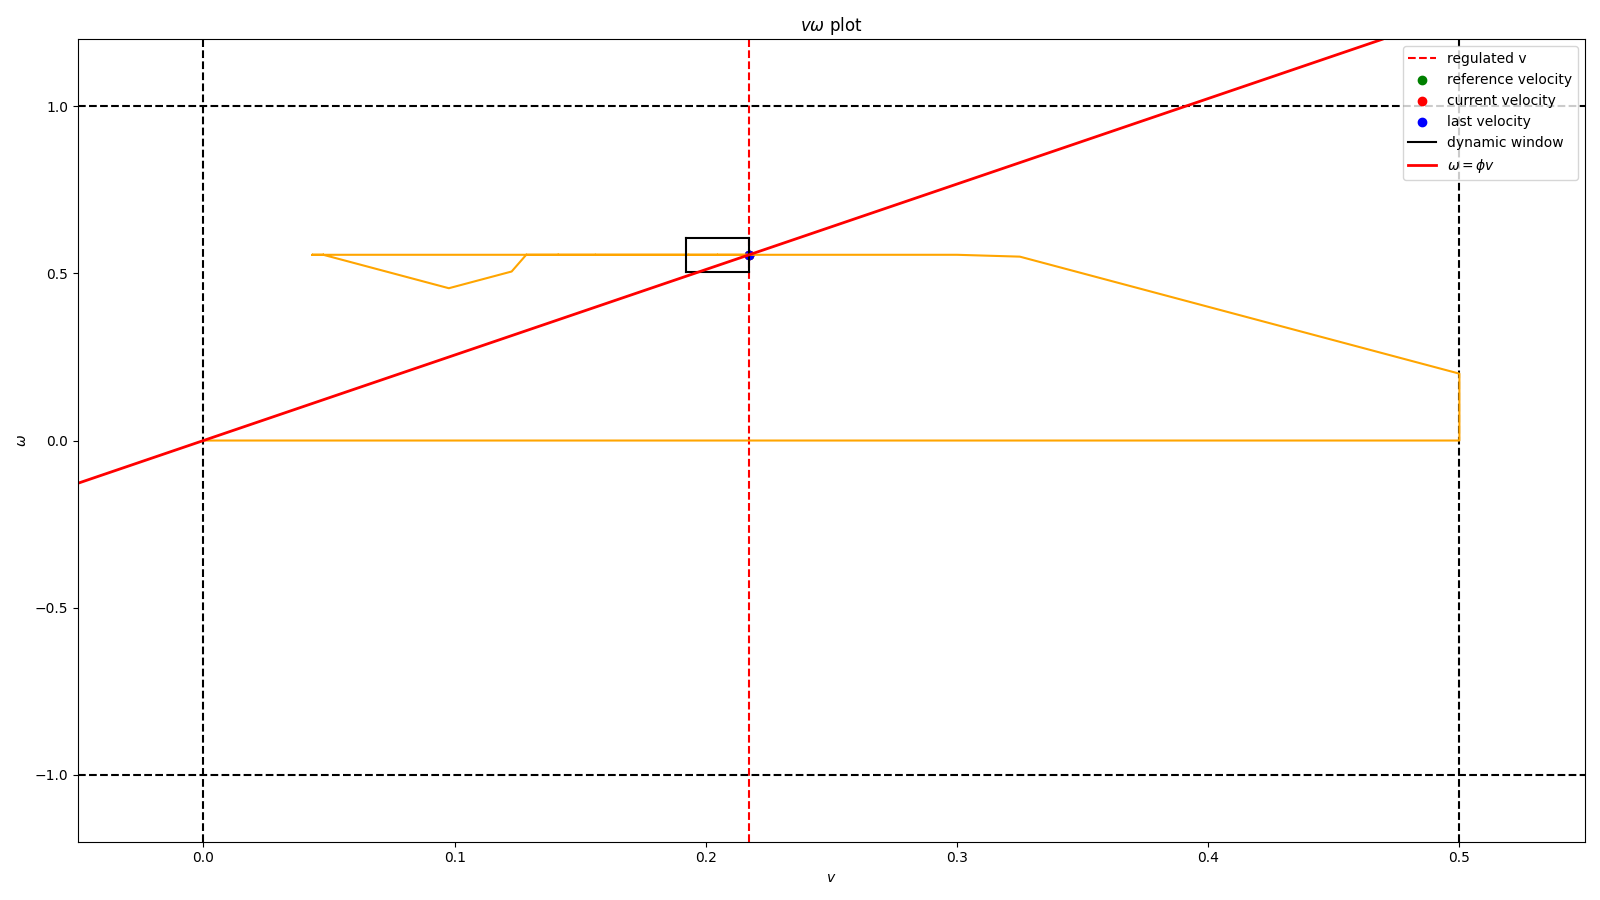 vω plot
regulated v
reference velocity
current velocity
last velocity
dynamic window
ω = ϕv
1.0
0.5
0.0
−0.5
−1.0
ω
0.0 0.1 0.2 0.3 0.4 0.5
v